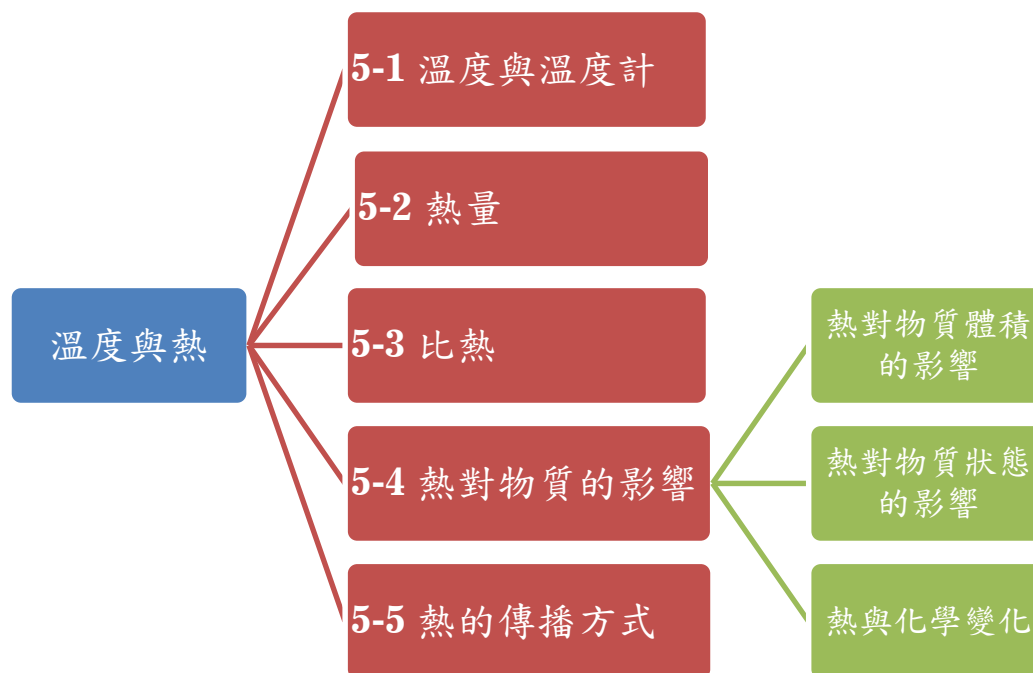 溫度與熱
5-1 溫度與溫度計
5-2 熱量
5-3 比熱
5-4 熱對物質的影響
5-5 熱的傳播方式
熱對物質體積
的影響
熱對物質狀態
的影響
熱與化學變化